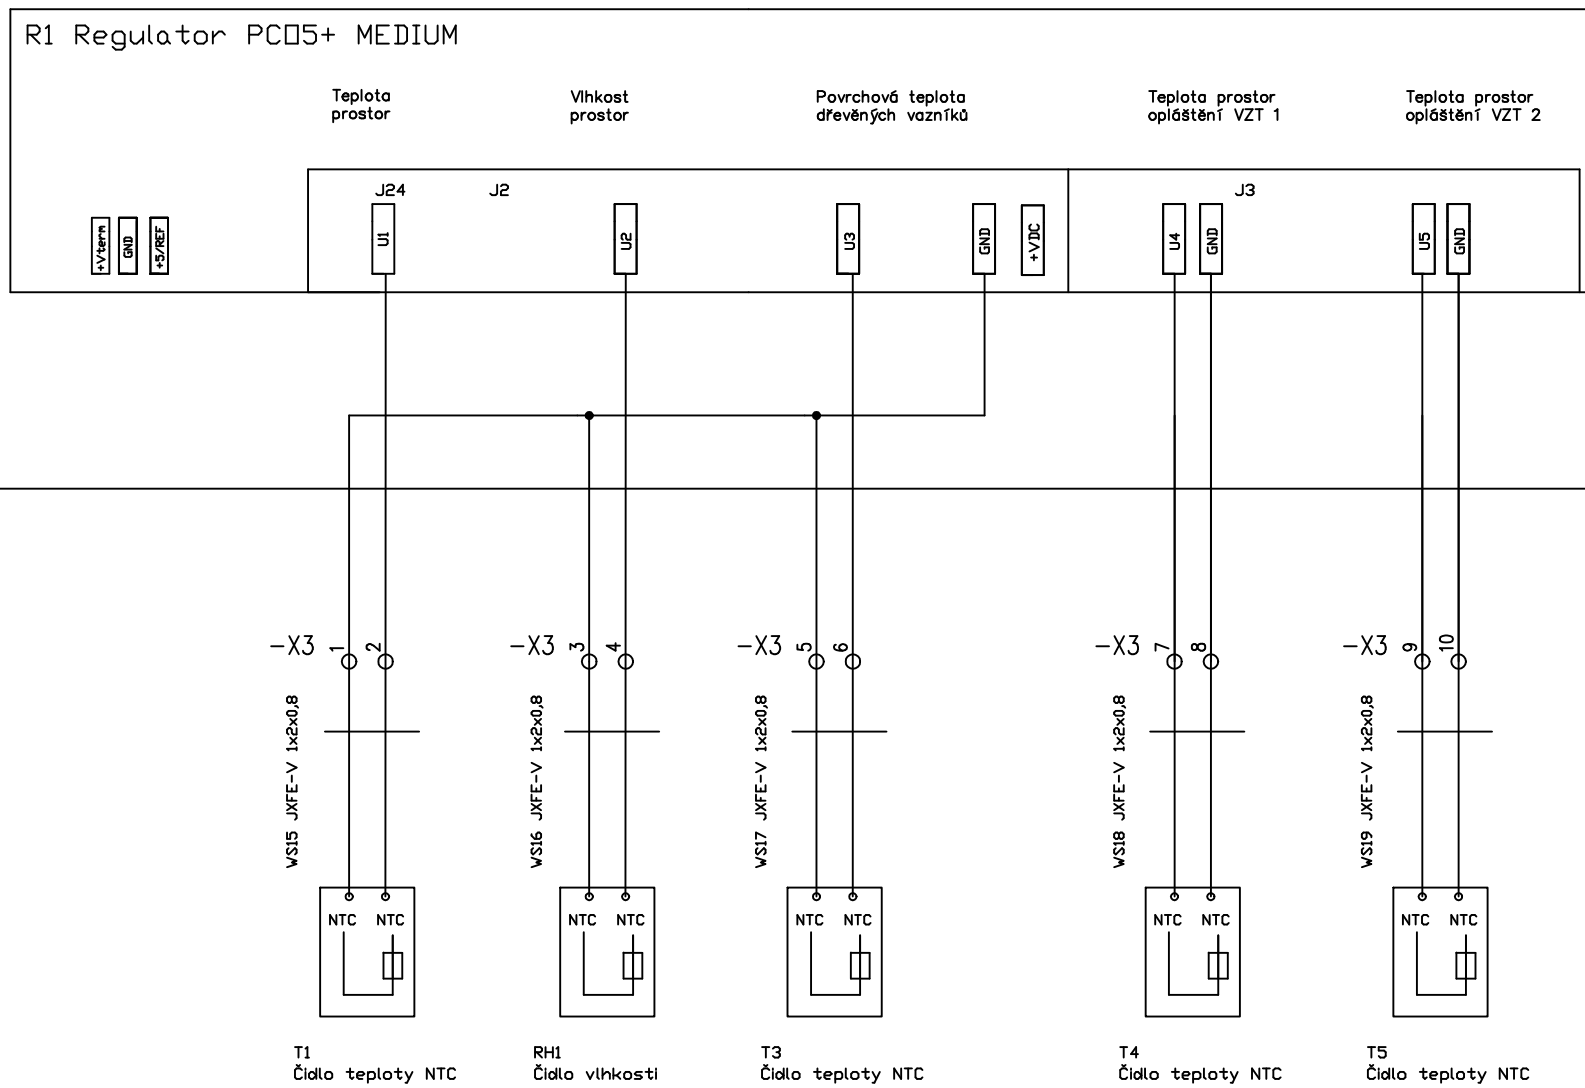 R1 Regulator PCO5+ MEDIUM
Teplota
prostor
Vlhkost
prostor
Povrchová teplota
dřevěných vazníků
Teplota prostor
opláštění VZT 1
Teplota prostor
opláštění VZT 2
J24
J2
J3
+Vterm
GND
+5/REF
U1
U2
U3
GND
+VDC
U4
GND
U5
GND
-X3
1
2
-X3
3
4
-X3
5
6
-X3
7
8
-X3
9
10
WS15 JXFE-V 1x2x0,8
WS16 JXFE-V 1x2x0,8
WS17 JXFE-V 1x2x0,8
WS18 JXFE-V 1x2x0,8
WS19 JXFE-V 1x2x0,8
NTC NTC
NTC NTC
NTC NTC
NTC NTC
NTC NTC
T1
Čidlo teploty NTC
RH1
Čidlo vlhkosti
T3
Čidlo teploty NTC
T4
Čidlo teploty NTC
T5
Čidlo teploty NTC